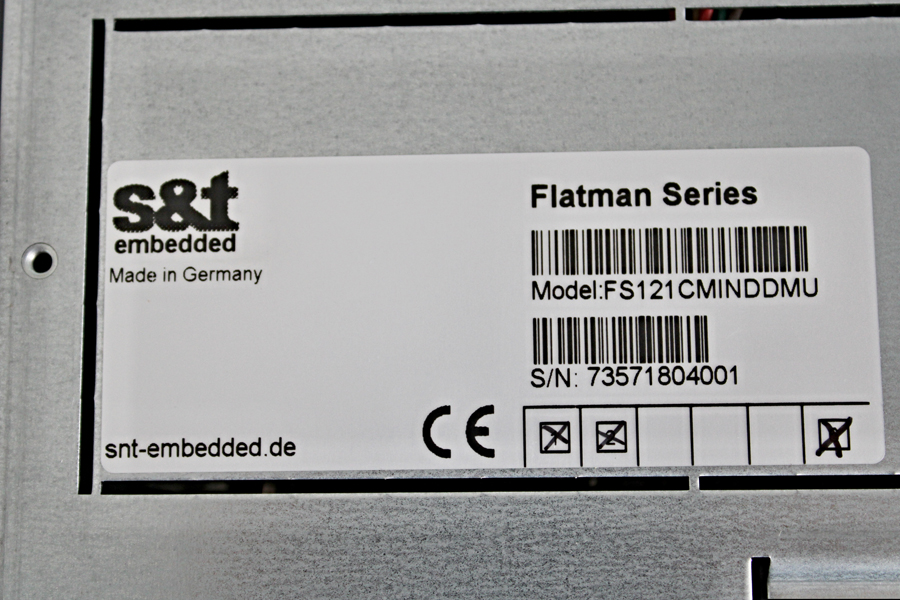 s&t
embedded
Made in Germany
snt-embedded.de
CE
Flatman Series
Model:FS121CMINDDMU
S/N: 73571804001